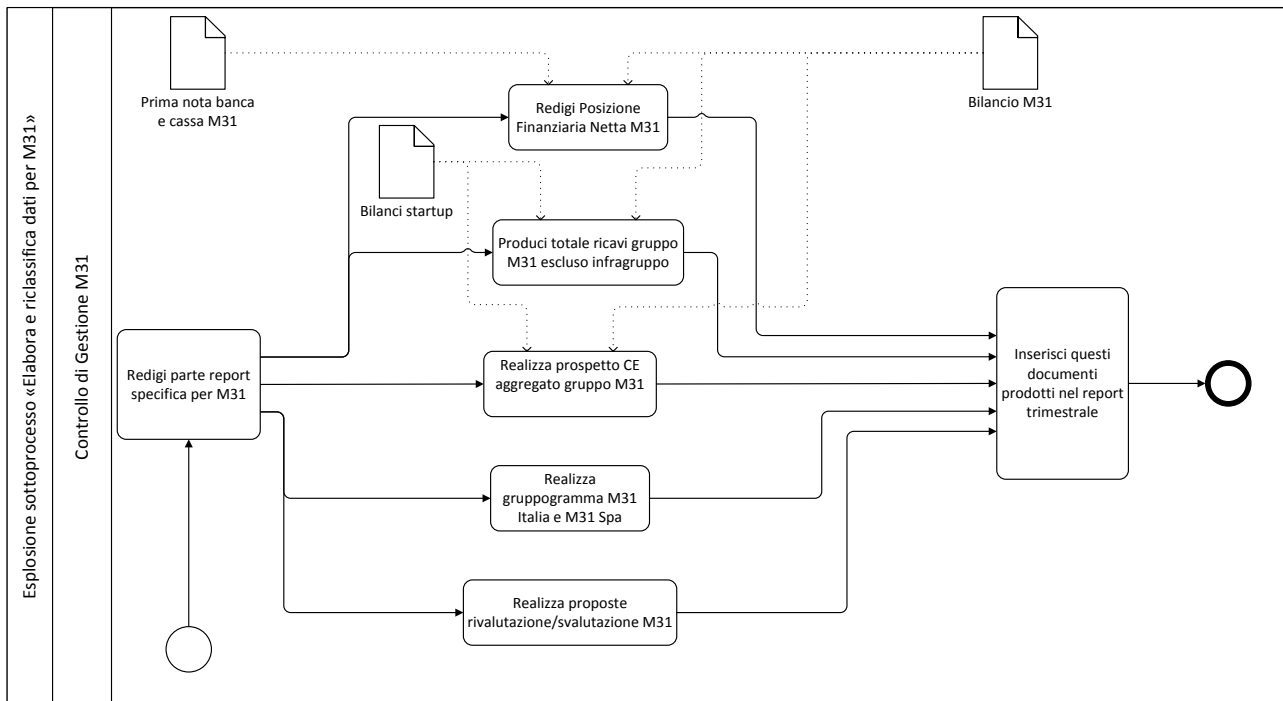 Esplosione sottoprocesso «Elabora e riclassifica dati per M31»
Controllo di Gestione M31
Prima nota banca
e cassa M31
Bilancio M31
Redigi Posizione
Finanziaria Netta M31
Bilanci startup
Produci totale ricavi gruppo
M31 escluso infragruppo
Redigi parte report
specifica per M31
Realizza prospetto CE
aggregato gruppo M31
Inserisci questi
documenti
prodotti nel report
trimestrale
Realizza
gruppogramma M31
Italia e M31 Spa
Realizza proposte
rivalutazione/svalutazione M31